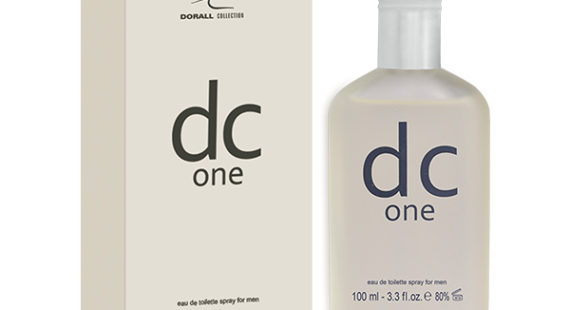 DORALL COLLECTION
dc
one
eau de toilette spray for men
dc
one
eau de toilette spray for men
100 ml - 3.3 fl.oz. ℮ 80%